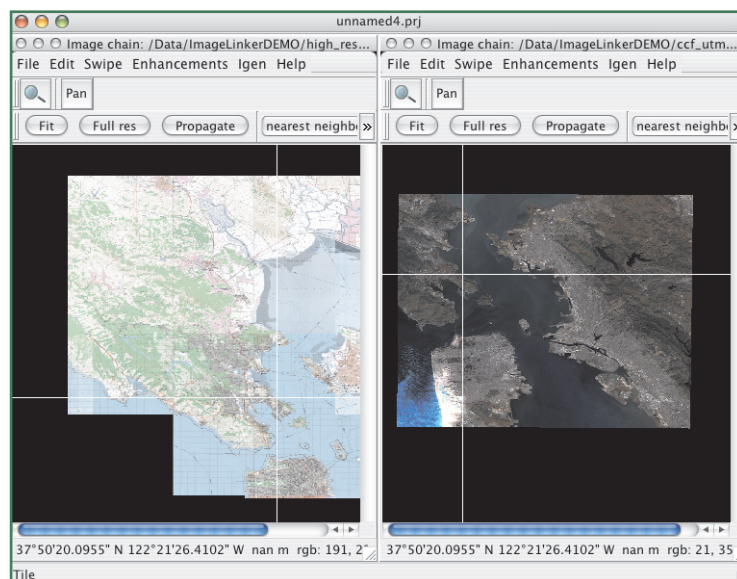 unnamed4.prj
Image chain: /Data/ImageLinkerDEMO/high_res...
File Edit Swipe Enhancements Igen Help
Pan
Fit Full res Propagate nearest neighb »
37°50'20.0955" N 122°21'26.4102" W nan m rgb: 191, 2
Image chain: /Data/ImageLinkerDEMO/ccf_utm...
File Edit Swipe Enhancements Igen Help
Pan
Fit Full res Propagate nearest neighb »
37°50'20.0955" N 122°21'26.4102" W nan m rgb: 21, 35
Tile